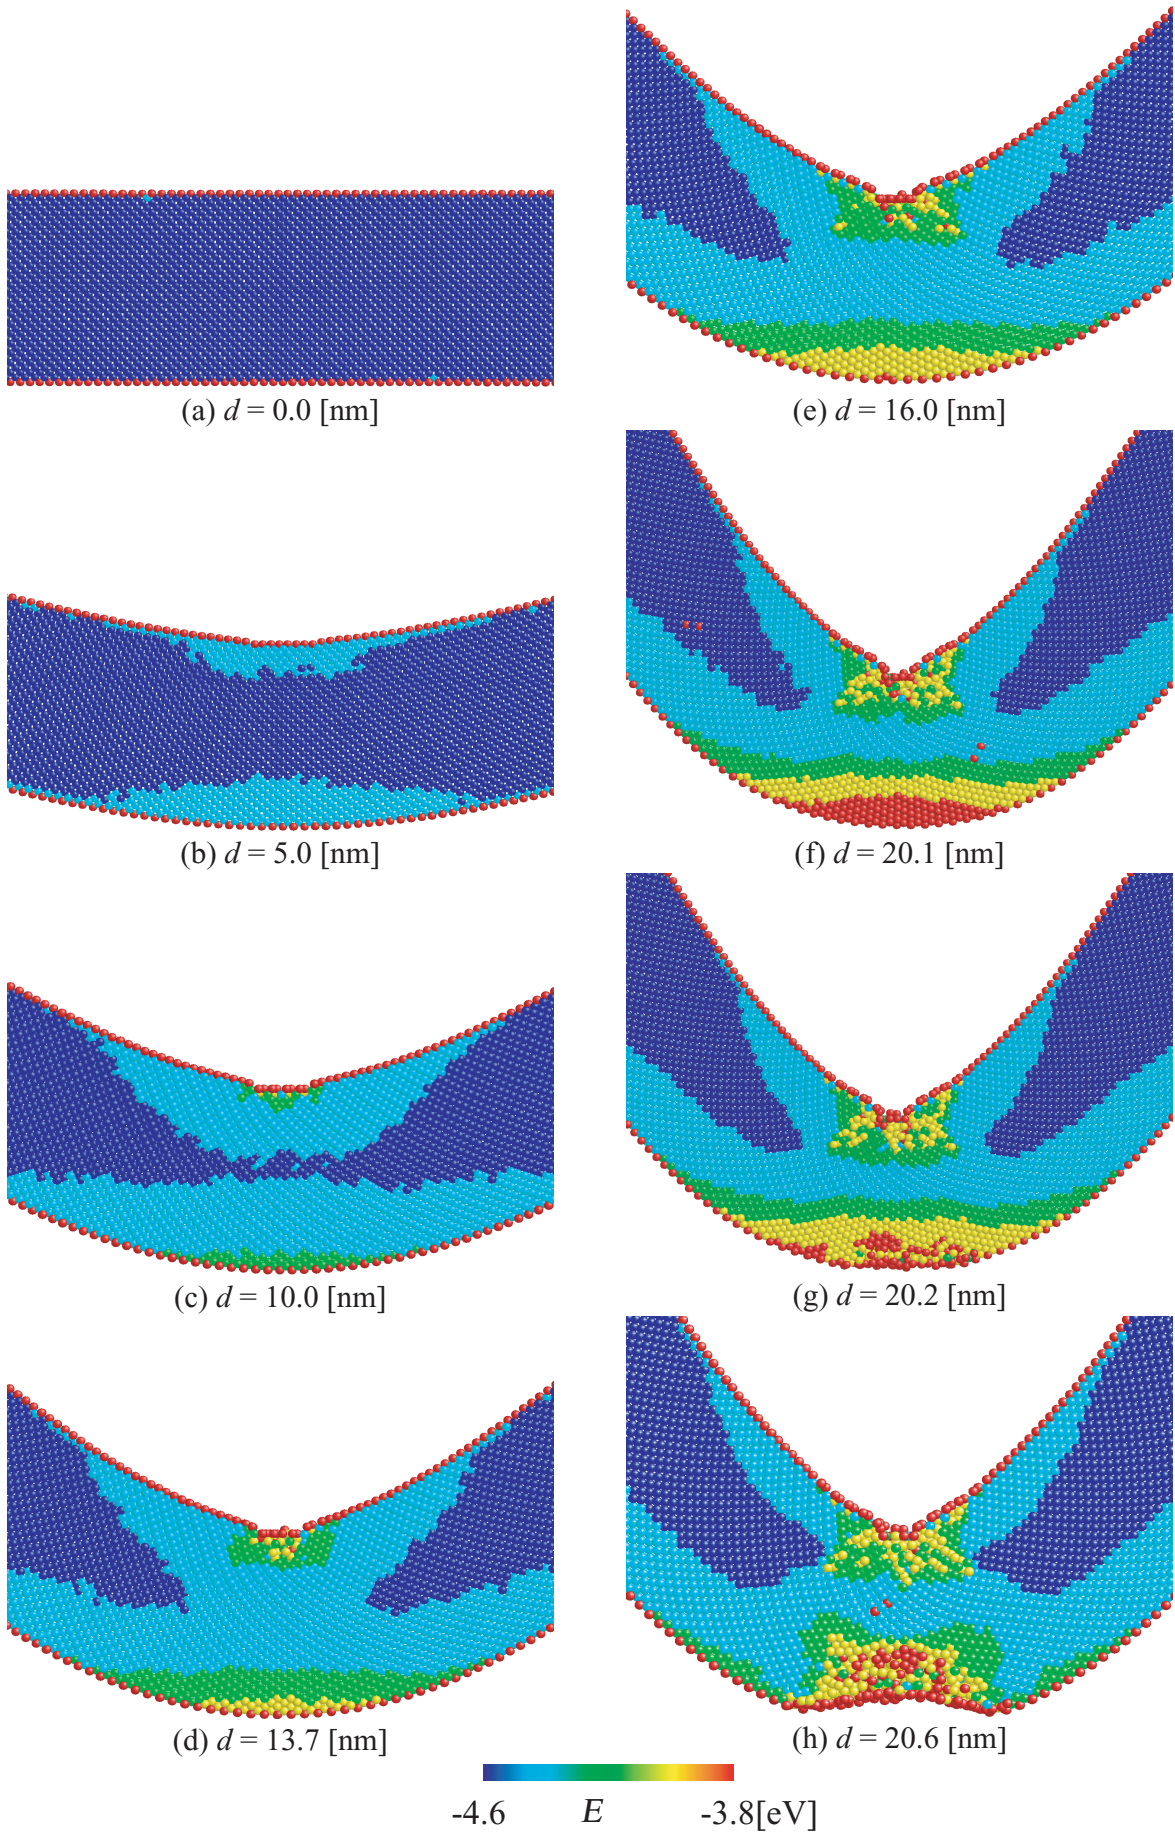 (a) d = 0.0 [nm]
(b) d = 5.0 [nm]
(c) d = 10.0 [nm]
(d) d = 13.7 [nm]
(e) d = 16.0 [nm]
(f) d = 20.1 [nm]
(g) d = 20.2 [nm]
(h) d = 20.6 [nm]
-4.6 E -3.8[eV]